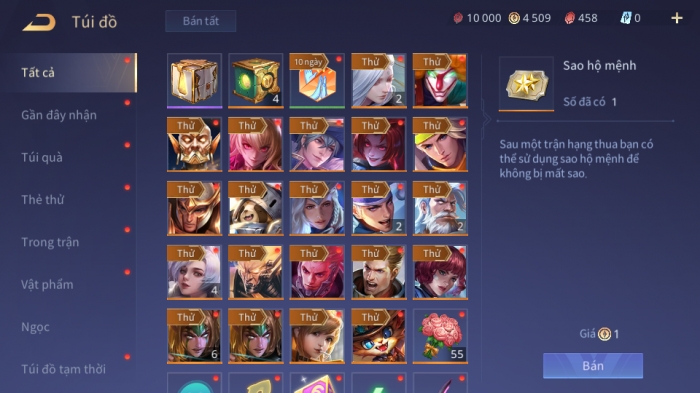 Túi đồ
Bán tất
10 000
4 509
458
0
Tất cả
Gần đây nhận
Túi quà
Thẻ thử
Trong trận
Vật phẩm
Ngọc
Túi đồ tạm thời
4
10 ngày
Thử
2
Thử
Thử
Thử
Thử
Thử
Thử
Thử
Thử
Thử
Thử
2
Thử
2
Thử
4
Thử
Thử
Thử
Thử
Thử
6
Thử
6
Thử
Thử
55
Sao hộ mệnh
Số đã có 1
Sau một trận hạng thua bạn có
thể sử dụng sao hộ mệnh để
không bị mất sao.
Giá 1
Bán